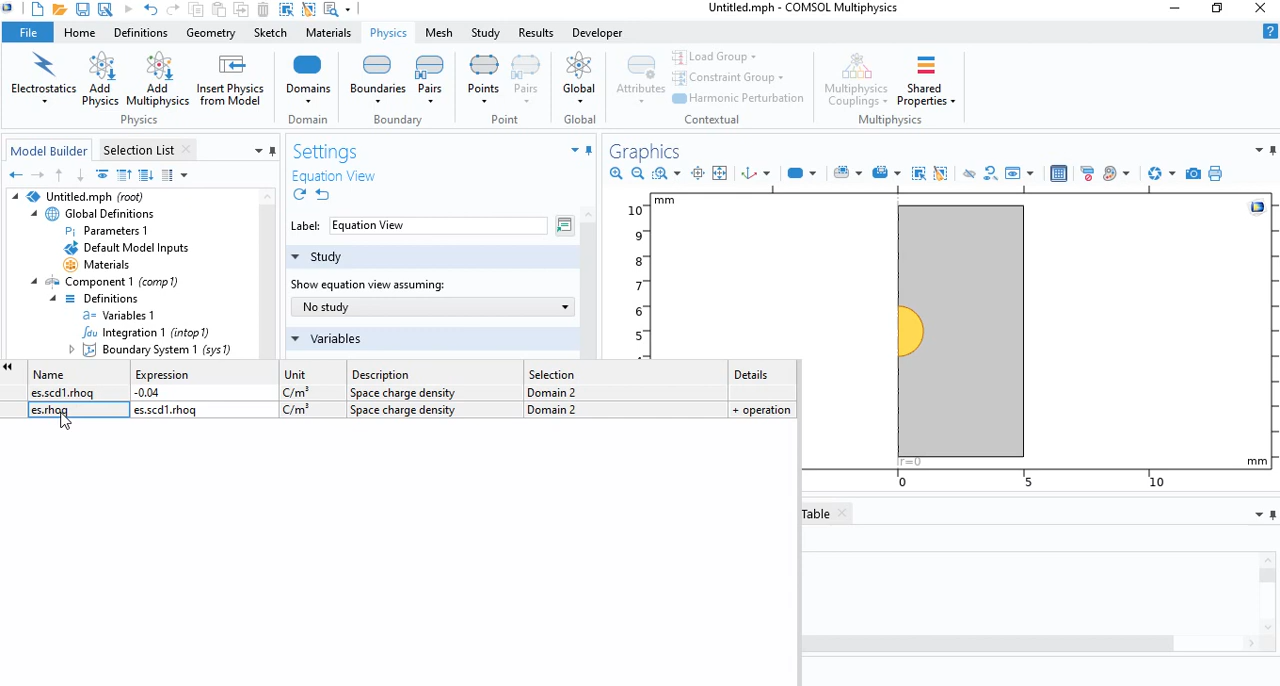 Untitled.mph - COMSOL Multiphysics
File Home Definitions Geometry Sketch Materials Physics Mesh Study Results Developer
Electrostatics
Add Physics
Add Multiphysics
Insert Physics from Model
Physics
Domains
Domain
Boundaries
Pairs
Boundary
Points
Pairs
Point
Global
Global
Attributes
Load Group
Constraint Group
Harmonic Perturbation
Contextual
Multiphysics Couplings
Shared Properties
Multiphysics
Model Builder Selection List
Untitled.mph (root)
Global Definitions
Parameters 1
Default Model Inputs
Materials
Component 1 (comp1)
Definitions
a= Variables 1
Integration 1 (intop1)
Boundary System 1 (sys1)
Settings
Equation View
Label: Equation View
Study
Show equation view assuming:
No study
Variables
Name Expression Unit Description Selection Details
es.scd1.rhoq -0.04 C/m³ Space charge density Domain 2
es.rhoq es.scd1.rhoq C/m³ Space charge density Domain 2 + operation
Graphics
mm
10
9
8
7
6
5
4
r=0
mm
0 5 10
Table